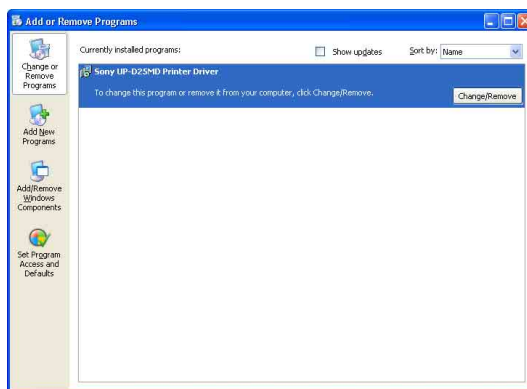 Add or Remove Programs
Change or
Remove
Programs
Add New
Programs
Add/Remove
Windows
Components
Set Program
Access and
Defaults
Currently installed programs:
Show updates
Sort by:
Name
Sony UP-D25MD Printer Driver
To change this program or remove it from your computer, click Change/Remove.
Change/Remove